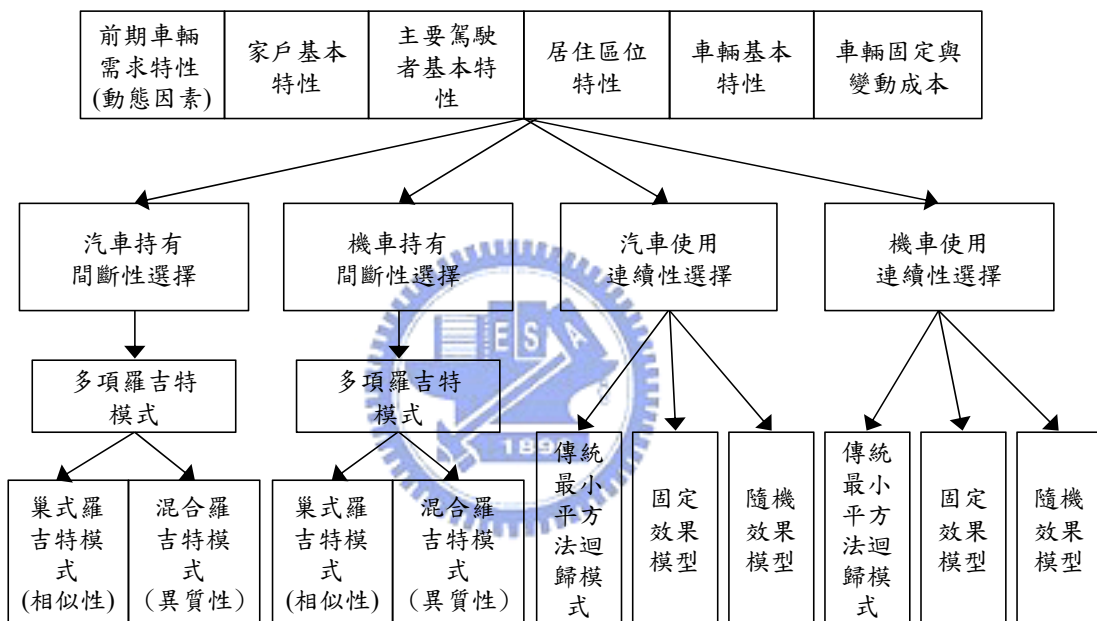 前期車輛
需求特性
(動態因素)
家戶基本
特性
主要駕駛
者基本特
性
居住區位
特性
車輛基本
特性
車輛固定與
變動成本
汽車持有
間斷性選擇
機車持有
間斷性選擇
汽車使用
連續性選擇
機車使用
連續性選擇
多項羅吉特
模式
多項羅吉特
模式
巢式羅
吉特模
式
(相似性)
混合羅
吉特模
式
（異質性）
巢式羅
吉特模
式
(相似性)
混合羅
吉特模
式
（異質性）
傳統
最小
平方
法迴
歸模
式
固定
效果
模型
隨機
效果
模型
傳統
最小
平方
法迴
歸模
式
固定
效果
模型
隨機
效果
模型
E S A